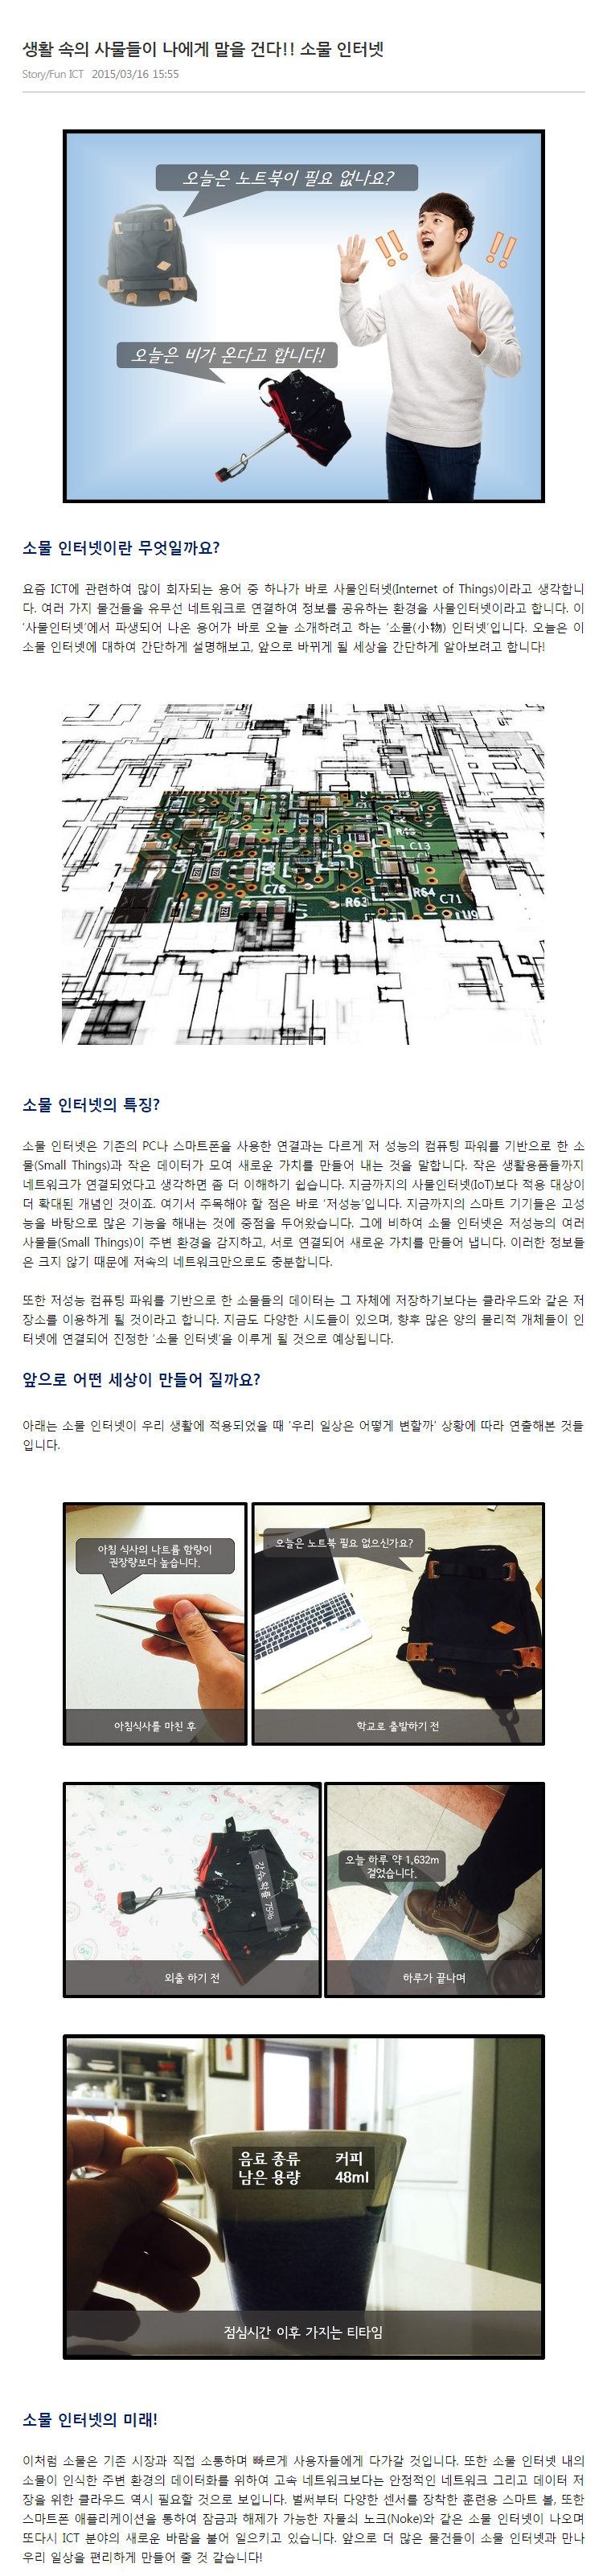 생활 속의 사물들이 나에게 말을 건다!! 소물 인터넷
Story/Fun ICT 2015/03/16 15:55
오늘은 노트북이 필요 없나요?
!!
!!
오늘은 비가 온다고 합니다!
소물 인터넷이란 무엇일까요?
요즘 ICT에 관련하여 많이 회자되는 용어 중 하나가 바로 사물인터넷(Internet of Things)이라고 생각합니
다. 여러 가지 물건들을 유무선 네트워크로 연결하여 정보를 공유하는 환경을 사물인터넷이라고 합니다. 이
'사물인터넷'에서 파생되어 나온 용어가 바로 오늘 소개하려고 하는 '소물(小物) 인터넷'입니다. 오늘은 이
소물 인터넷에 대하여 간단하게 설명해보고, 앞으로 바뀌게 될 세상을 간단하게 알아보려고 합니다!
R45
C13
C76
R63
R64
C71
소물 인터넷의 특징?
소물 인터넷은 기존의 PC나 스마트폰을 사용한 연결과는 다르게 저 성능의 컴퓨팅 파워를 기반으로 한 소
물(Small Things)과 작은 데이터가 모여 새로운 가치를 만들어 내는 것을 말합니다. 작은 생활용품들까지
네트워크가 연결되었다고 생각하면 좀 더 이해하기 쉽습니다. 지금까지의 사물인터넷(IoT)보다 적용 대상이
더 확대된 개념인 것이죠. 여기서 주목해야 할 점은 바로 '저성능'입니다. 지금까지의 스마트 기기들은 고성
능을 바탕으로 많은 기능을 해내는 것에 중점을 두어왔습니다. 그에 비하여 소물 인터넷은 저성능의 여러
사물들(Small Things)이 주변 환경을 감지하고, 서로 연결되어 새로운 가치를 만들어 냅니다. 이러한 정보들
은 크지 않기 때문에 저속의 네트워크만으로도 충분합니다.
또한 저성능 컴퓨팅 파워를 기반으로 한 소물들의 데이터는 그 자체에 저장하기보다는 클라우드와 같은 저
장소를 이용하게 될 것이라고 합니다. 지금도 다양한 시도들이 있으며, 향후 많은 양의 물리적 개체들이 인
터넷에 연결되어 진정한 '소물 인터넷'을 이루게 될 것으로 예상됩니다.
앞으로 어떤 세상이 만들어 질까요?
아래는 소물 인터넷이 우리 생활에 적용되었을 때 '우리 일상은 어떻게 변할까' 상황에 따라 연출해본 것들
입니다.
아침 식사의 나트륨 함량이
권장량보다 높습니다.
아침식사를 마친 후
오늘은 노트북 필요 없으신가요?
학교로 출발하기 전
강수 확률 75%
외출 하기 전
오늘 하루 약 1,632m
걸었습니다.
하루가 끝나며
음료 종류 커피
남은 용량 48ml
점심시간 이후 가지는 티타임
소물 인터넷의 미래!
이처럼 소물은 기존 시장과 직접 소통하며 빠르게 사용자들에게 다가갈 것입니다. 또한 소물 인터넷 내의
소물이 인식한 주변 환경의 데이터화를 위하여 고속 네트워크보다는 안정적인 네트워크 그리고 데이터 저
장을 위한 클라우드 역시 필요할 것으로 보입니다. 벌써부터 다양한 센서를 장착한 훈련용 스마트 볼, 또한
스마트폰 애플리케이션을 통하여 잠금과 해제가 가능한 자물쇠 노크(Noke)와 같은 소물 인터넷이 나오며
또다시 ICT 분야의 새로운 바람을 불어 일으키고 있습니다. 앞으로 더 많은 물건들이 소물 인터넷과 만나
우리 일상을 편리하게 만들어 줄 것 같습니다!